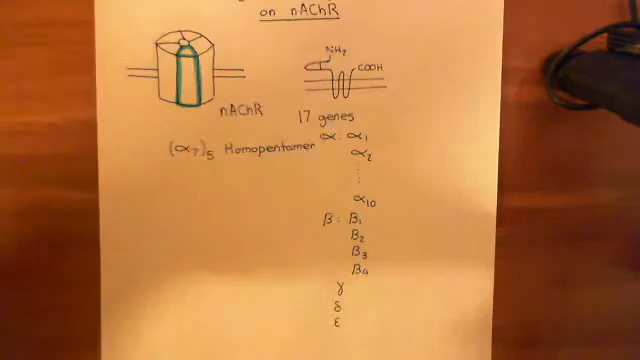 on nAChR
NH₂
COOH
nAChR
17 genes
(α₇)₅ Homopentamer
α : α₁
α₂
⋮
α₁₀
β : β₁
β₂
β₃
β₄
γ
δ
ε